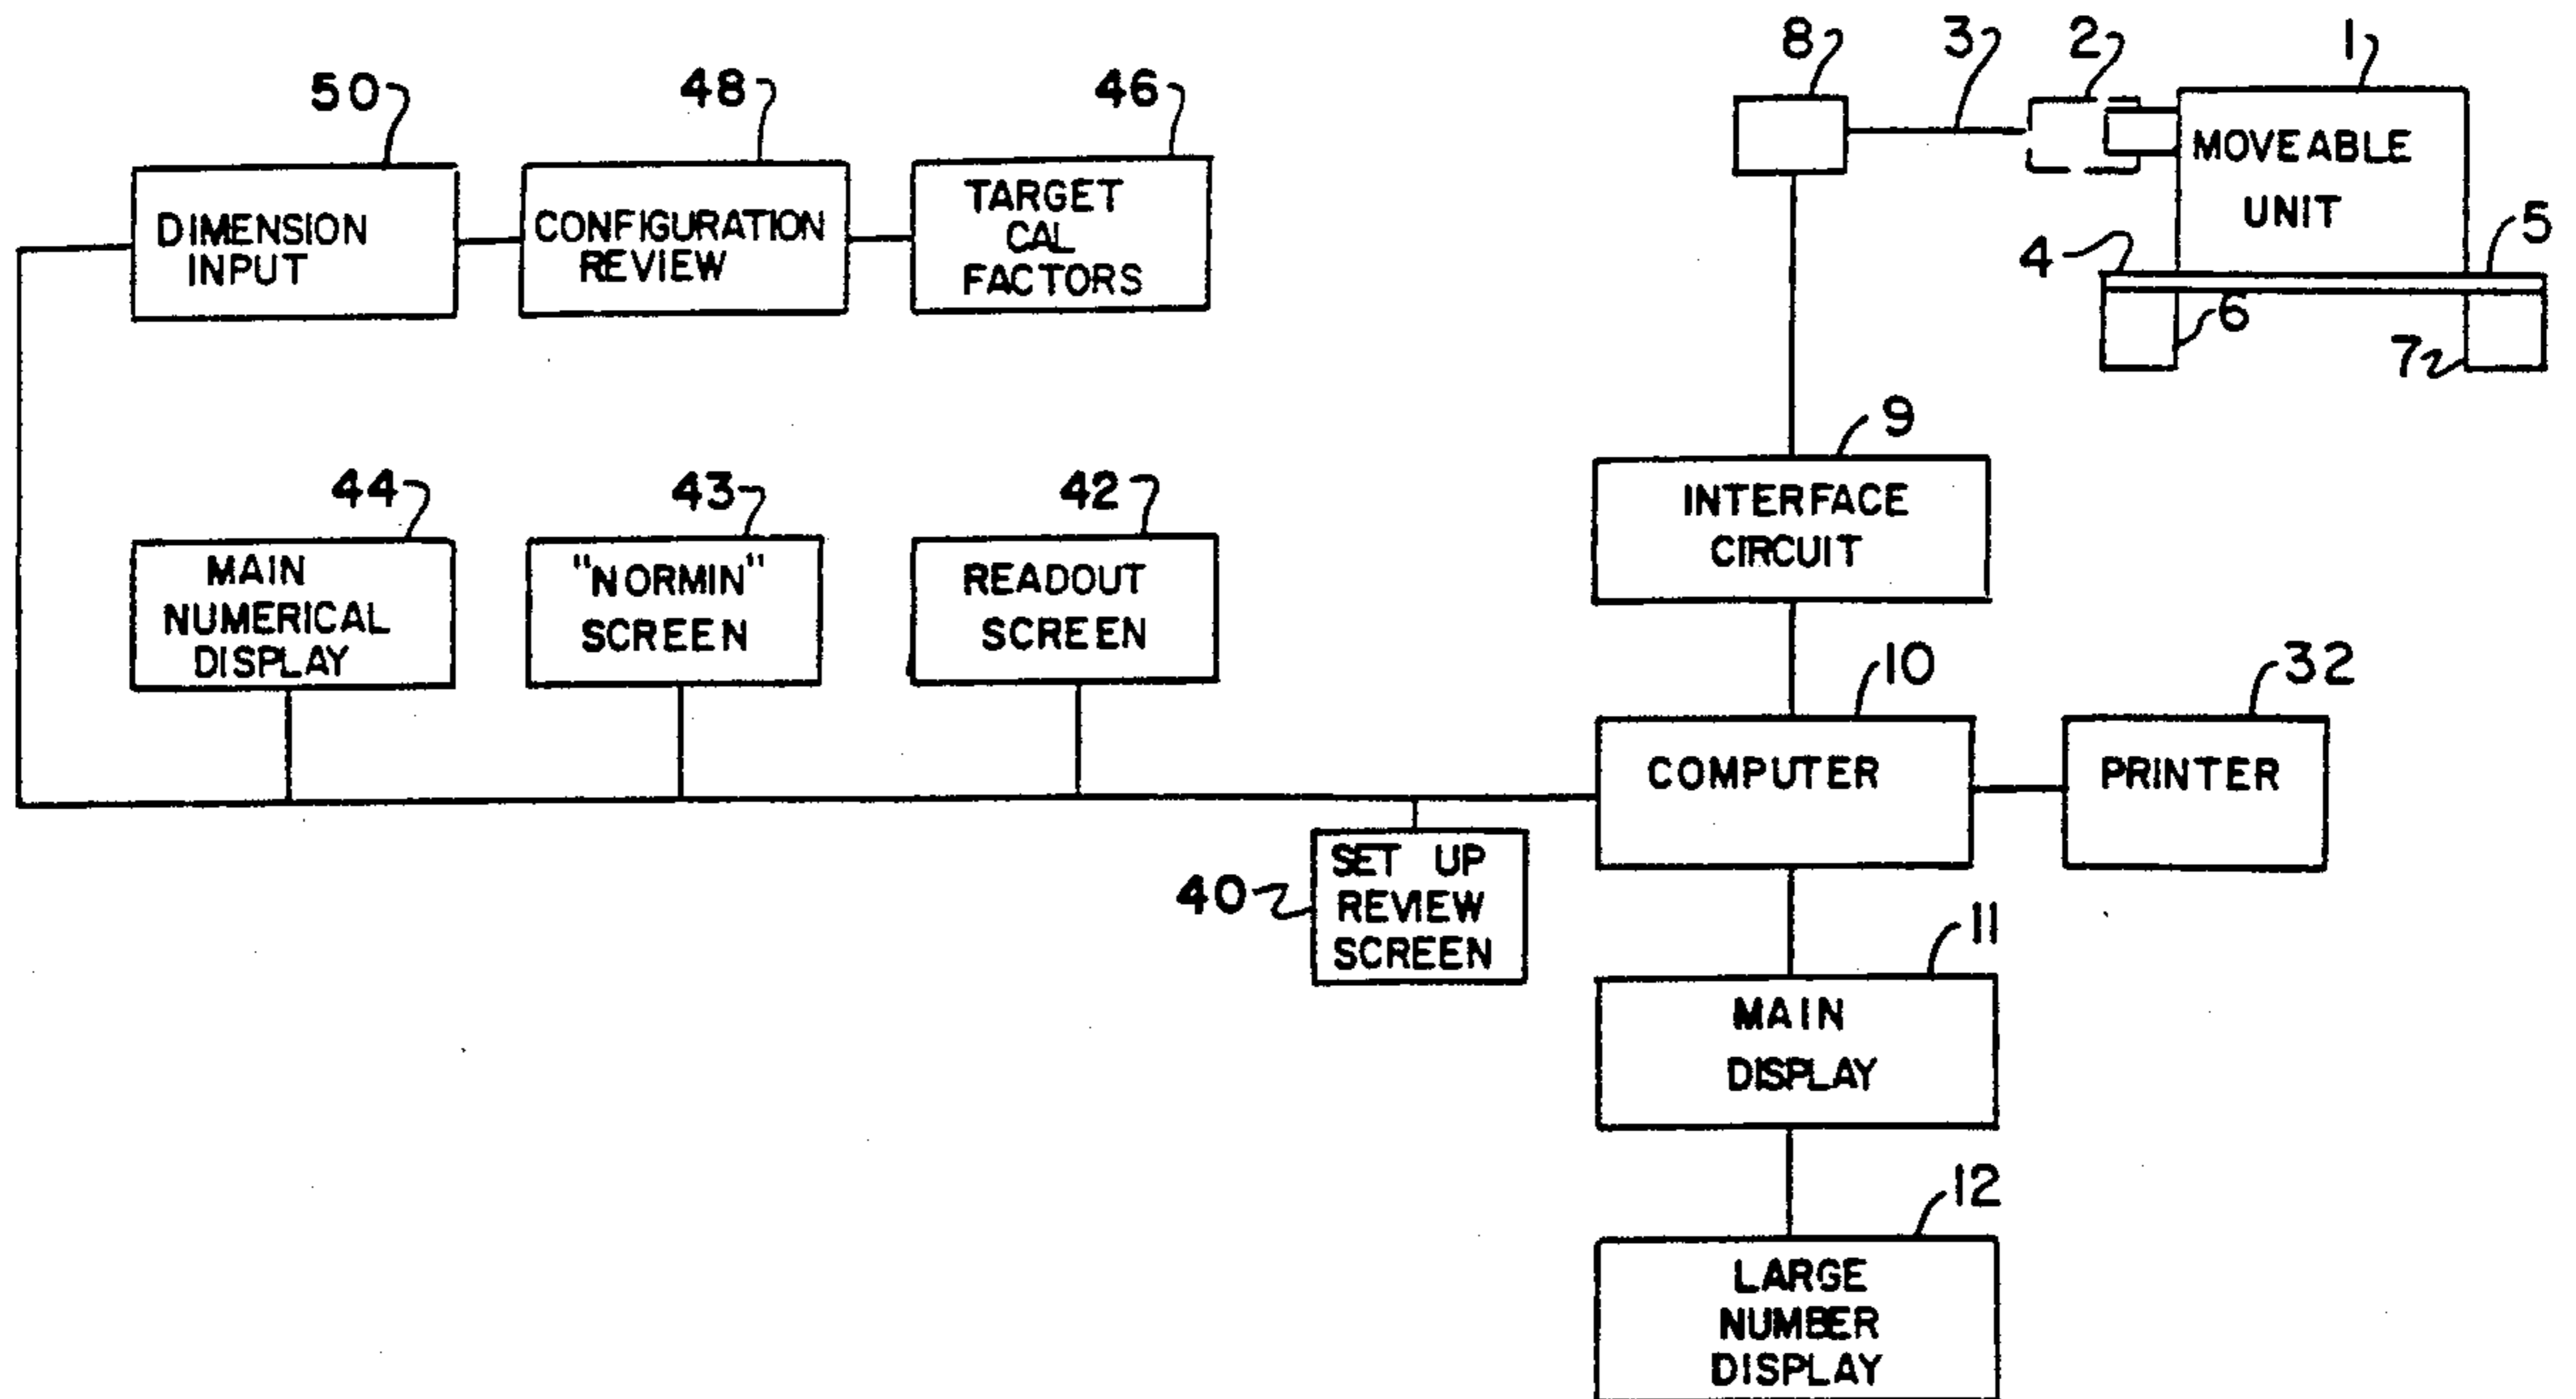 8
3
2
1
50
48
46
MOVEABLE
UNIT
DIMENSION
INPUT
CONFIGURATION
REVIEW
TARGET
CAL
FACTORS
4
5
6
7
9
INTERFACE
CIRCUIT
44
43
42
MAIN
NUMERICAL
DISPLAY
"NORMIN"
SCREEN
READOUT
SCREEN
10
32
COMPUTER
PRINTER
40
SET UP
REVIEW
SCREEN
11
MAIN
DISPLAY
12
LARGE
NUMBER
DISPLAY